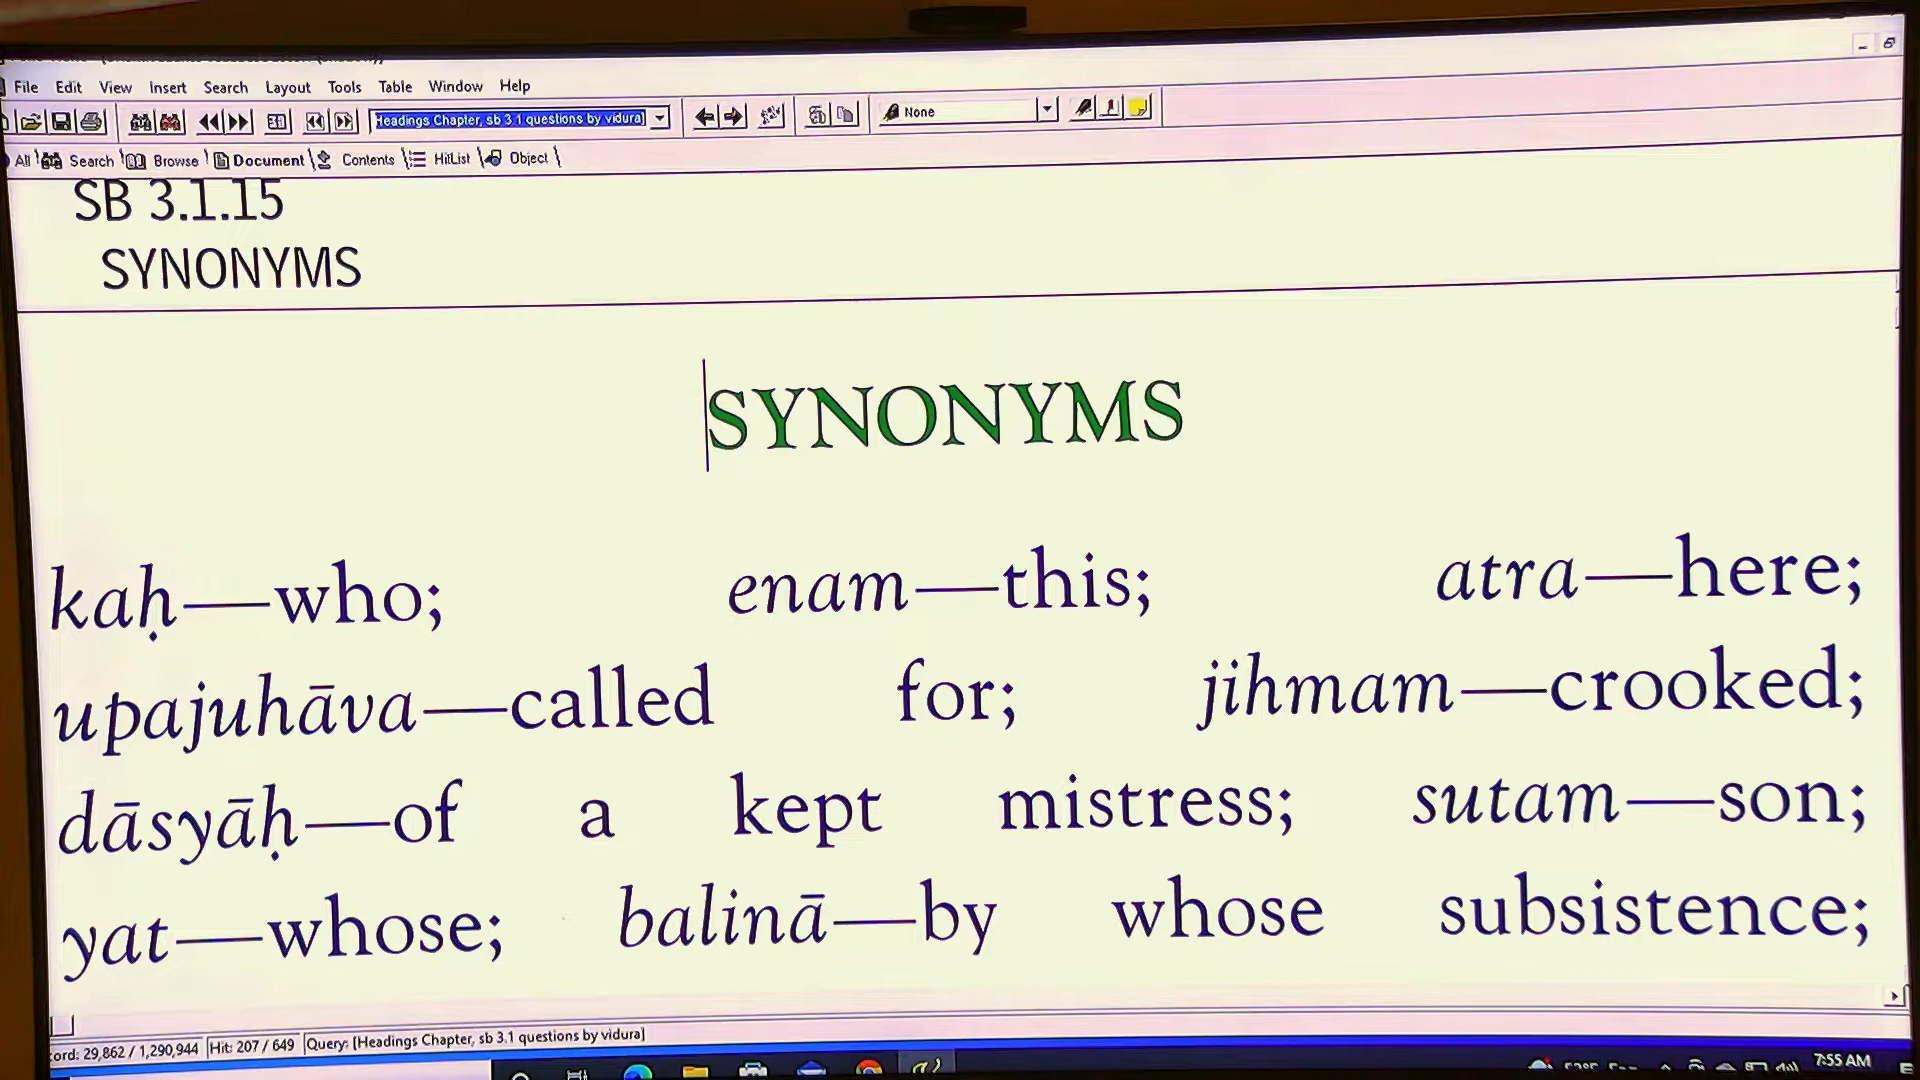 File Edit View Insert Search Layout Tools Table Window Help
Headings Chapter, sb 3.1 questions by vidura]
None
All Search Browse Document Contents HitList Object
SB 3.1.15
SYNONYMS
SYNONYMS
kaḥ—who; enam—this; atra—here;
upajuhāva—called for; jihmam—crooked;
dāsyāḥ—of a kept mistress; sutam—son;
yat—whose; balinā—by whose subsistence;
ord: 29,862 / 1,290,944 Hit: 207 / 649 Query: [Headings Chapter, sb 3.1 questions by vidura]
7:55 AM